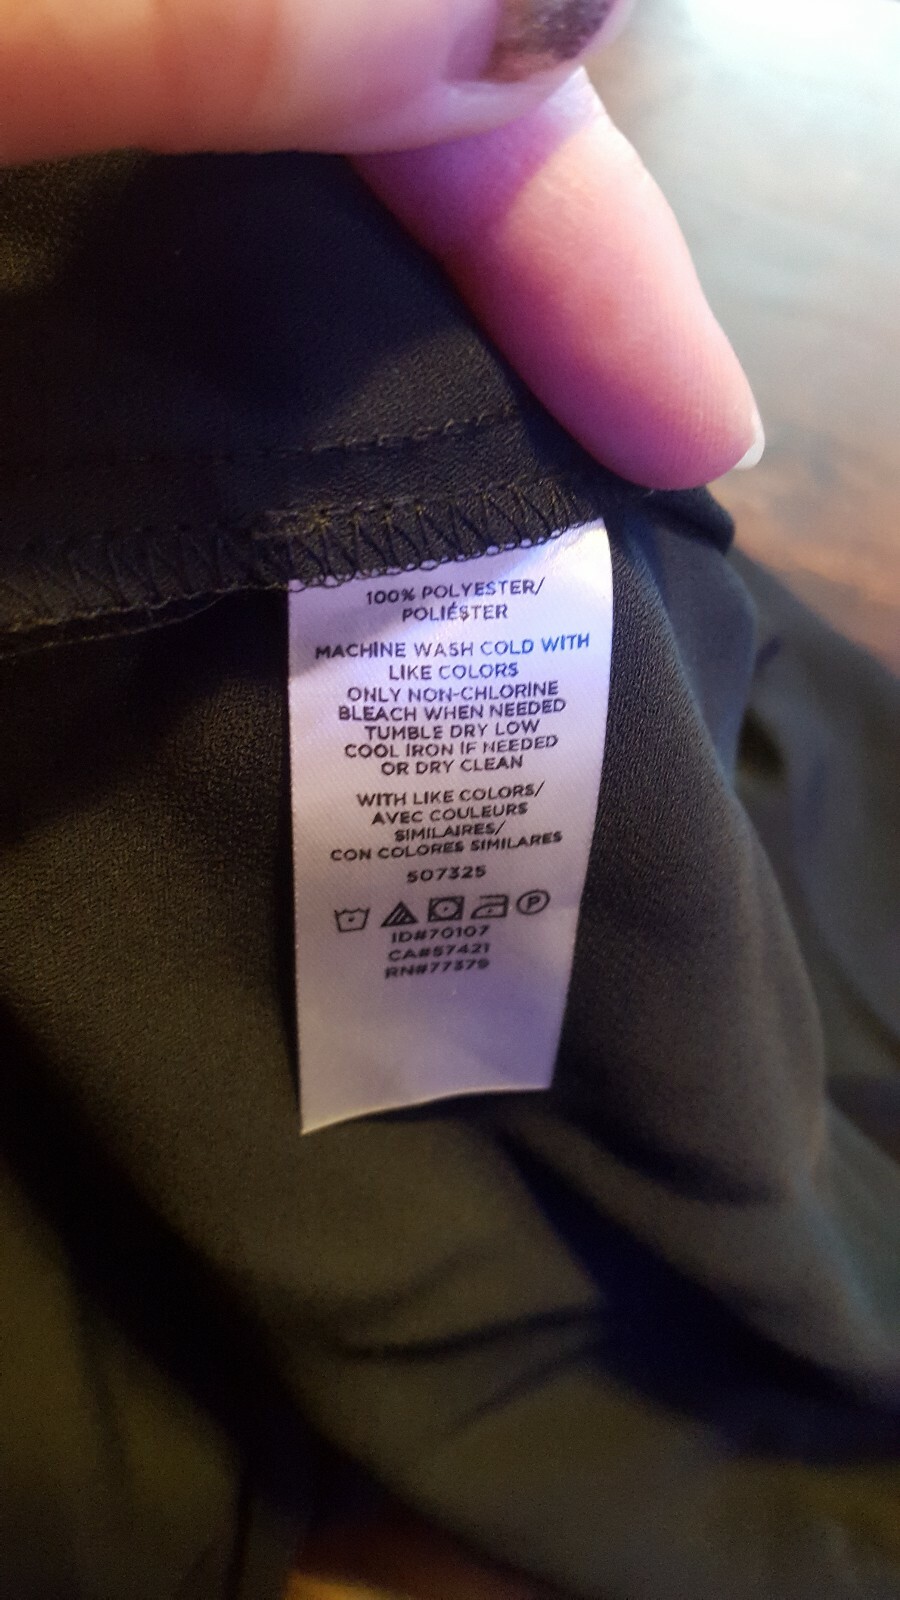 100% POLYESTER/
POLIÉSTER
MACHINE WASH COLD WITH
LIKE COLORS
ONLY NON-CHLORINE
BLEACH WHEN NEEDED
TUMBLE DRY LOW
COOL IRON IF NEEDED
OR DRY CLEAN
WITH LIKE COLORS/
AVEC COULEURS
SIMILAIRES/
CON COLORES SIMILARES
507325
P
ID#70107
CA#57421
RN#77379